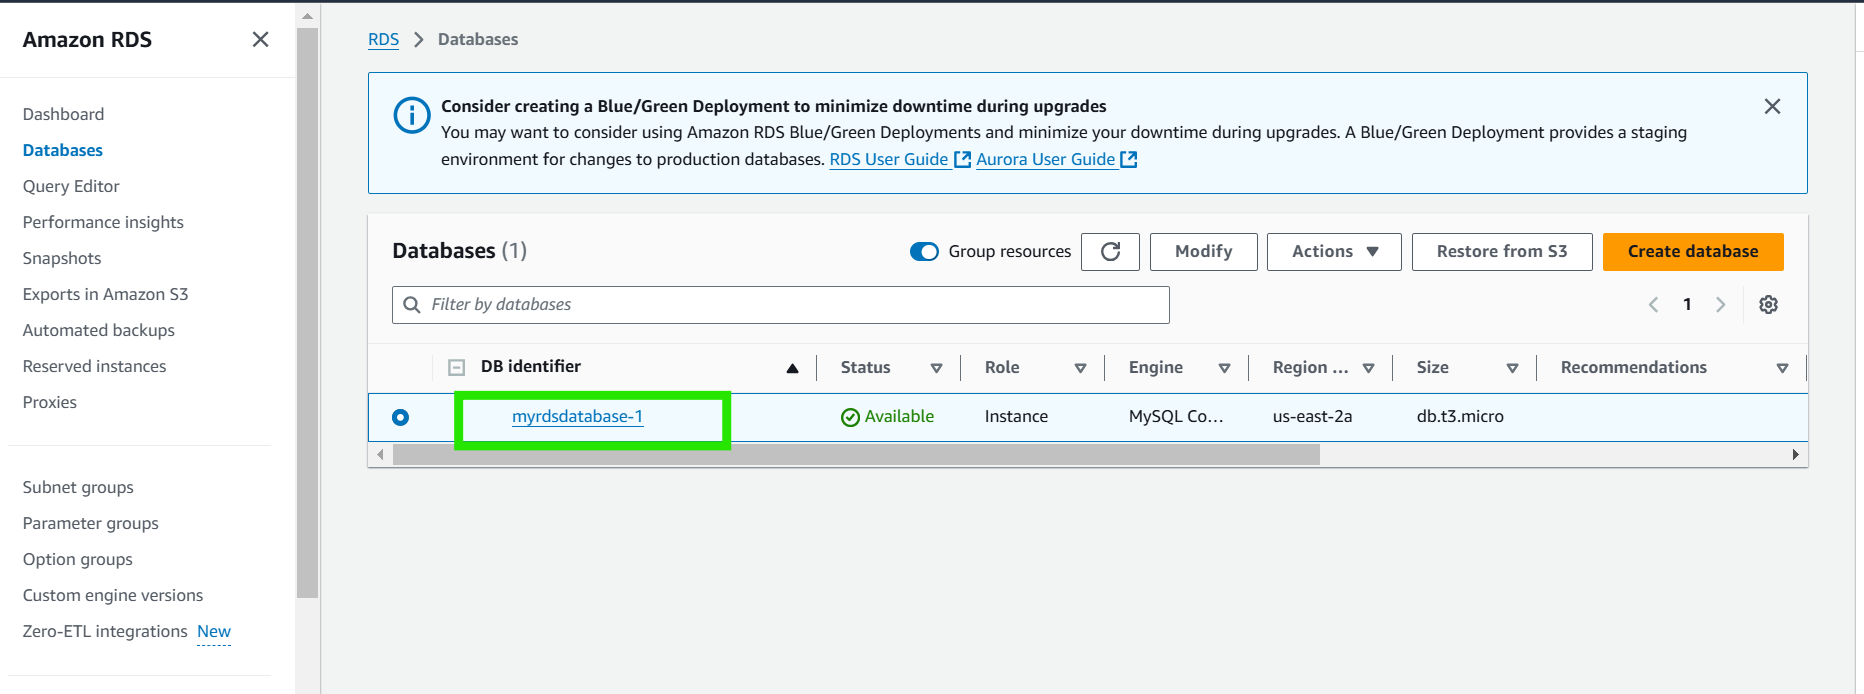 Amazon RDS
Dashboard
Databases
Query Editor
Performance insights
Snapshots
Exports in Amazon S3
Automated backups
Reserved instances
Proxies
Subnet groups
Parameter groups
Option groups
Custom engine versions
Zero-ETL integrations New
RDS > Databases
Consider creating a Blue/Green Deployment to minimize downtime during upgrades
You may want to consider using Amazon RDS Blue/Green Deployments and minimize your downtime during upgrades. A Blue/Green Deployment provides a staging
environment for changes to production databases. RDS User Guide Aurora User Guide
Databases (1) Group resources Modify Actions Restore from S3 Create database
Filter by databases 1
DB identifier Status Role Engine Region ... Size Recommendations
myrdsdatabase-1 Available Instance MySQL Co... us-east-2a db.t3.micro